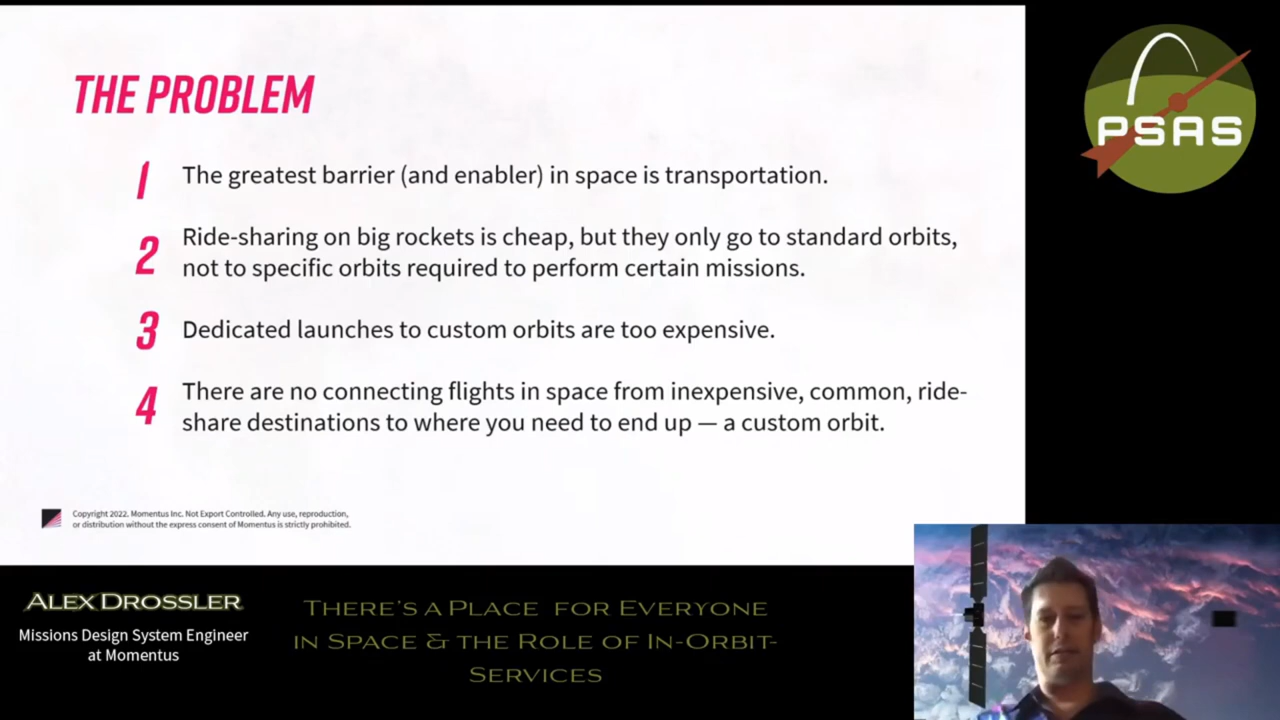 THE PROBLEM
1 The greatest barrier (and enabler) in space is transportation.
2 Ride-sharing on big rockets is cheap, but they only go to standard orbits,
not to specific orbits required to perform certain missions.
3 Dedicated launches to custom orbits are too expensive.
4 There are no connecting flights in space from inexpensive, common, ride-
share destinations to where you need to end up — a custom orbit.
Copyright 2022. Momentus Inc. Not Export Controlled. Any use, reproduction,
or distribution without the express consent of Momentus is strictly prohibited.
PSAS
ALEX DROSSLER
Missions Design System Engineer
at Momentus
THERE'S A PLACE FOR EVERYONE
IN SPACE & THE ROLE OF IN-ORBIT-
SERVICES